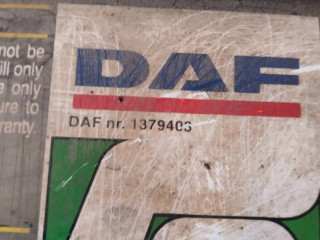 not be
ill only
e only
ure to
ranty.
DAF
DAF nr. 1379403